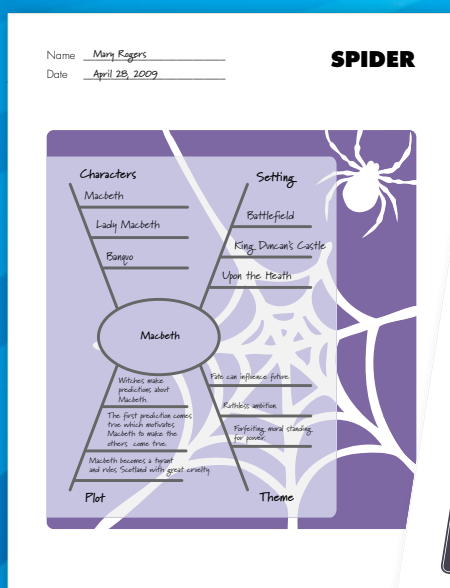 Name Mary Rogers
SPIDER
Date April 28, 2009
Characters
Macbeth
Lady Macbeth
Banquo
Setting
Battlefield
King Duncan's Castle
Upon the Heath
Macbeth
Witches make
predictions about
Macbeth.
The first prediction comes
true which motivates
Macbeth to make the
others come true.
Macbeth becomes a tyrant
and rules Scotland with great cruelty.
Plot
Fate can influence future.
Ruthless ambition.
Forfeiting moral standing
for power.
Theme